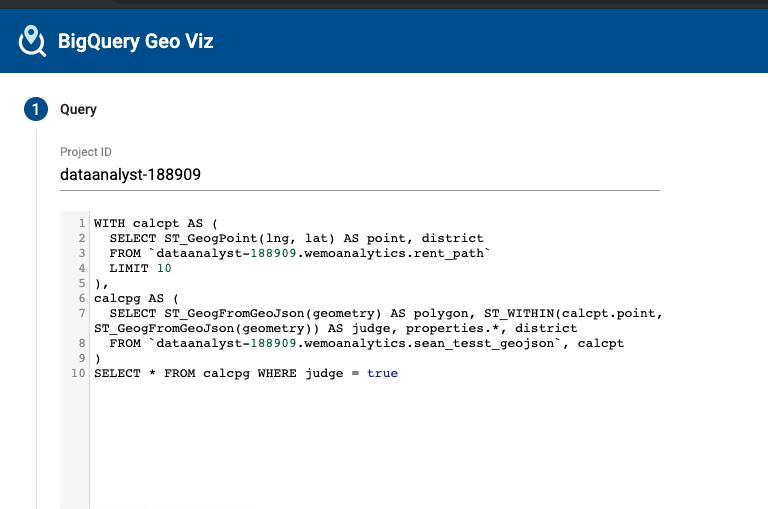 BigQuery Geo Viz
1 Query
Project ID
dataanalyst-188909
1 WITH calcpt AS (
2   SELECT ST_GeogPoint(lng, lat) AS point, district
3   FROM `dataanalyst-188909.wemoanalytics.rent_path`
4   LIMIT 10
5 ),
6 calcpg AS (
7   SELECT ST_GeogFromGeoJson(geometry) AS polygon, ST_WITHIN(calcpt.point,
ST_GeogFromGeoJson(geometry)) AS judge, properties.*, district
8   FROM `dataanalyst-188909.wemoanalytics.sean_tesst_geojson`, calcpt
9 )
10 SELECT * FROM calcpg WHERE judge = true